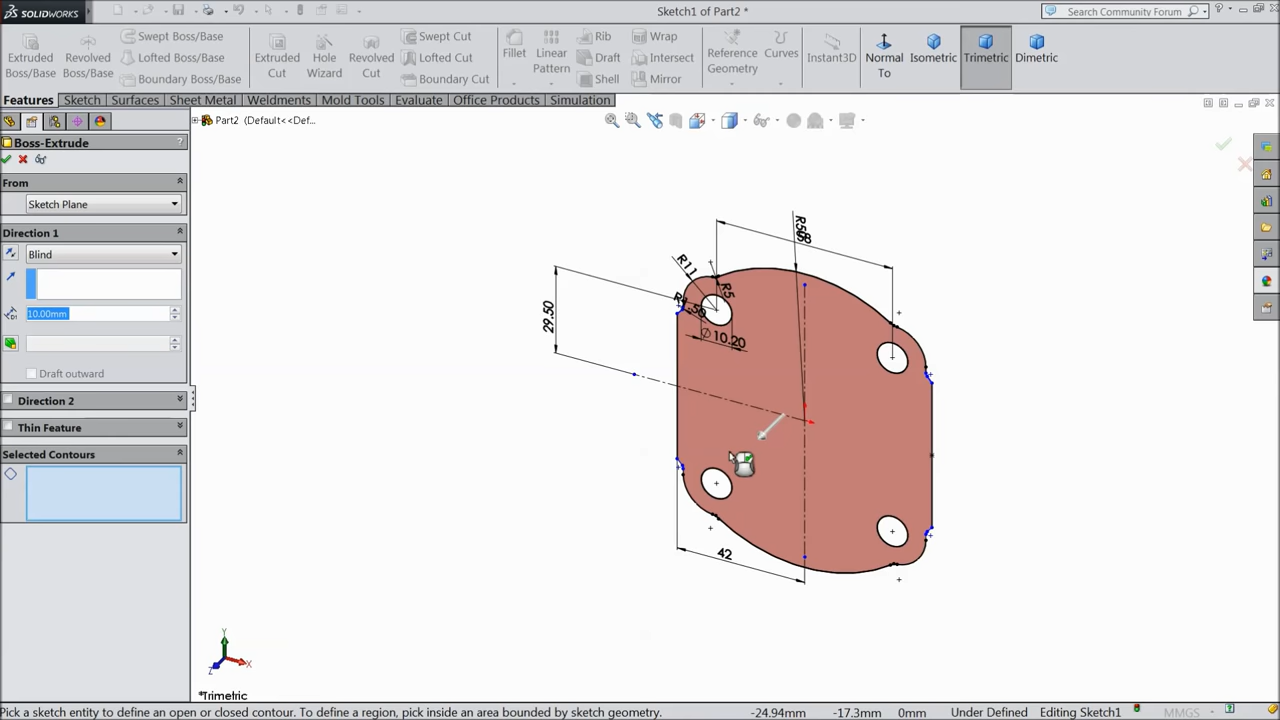 SOLIDWORKS
Sketch1 of Part2 *
Search Community Forum
Extruded Boss/Base
Revolved Boss/Base
Swept Boss/Base
Lofted Boss/Base
Boundary Boss/Base
Extruded Cut
Hole Wizard
Revolved Cut
Swept Cut
Lofted Cut
Boundary Cut
Fillet
Linear Pattern
Rib
Draft
Shell
Wrap
Intersect
Mirror
Reference Geometry
Curves
Instant3D
Normal To
Isometric
Trimetric
Dimetric
Features Sketch Surfaces Sheet Metal Weldments Mold Tools Evaluate Office Products Simulation
Part2 (Default<<Def...
Boss-Extrude
?
From
Sketch Plane
Direction 1
Blind
10.00mm
Draft outward
Direction 2
Thin Feature
Selected Contours
R11
R5
Ø 10.20
29.50
42
Y
X
Z
*Trimetric
Pick a sketch entity to define an open or closed contour. To define a region, pick inside an area bounded by sketch geometry.
-24.94mm -17.3mm 0mm Under Defined Editing Sketch1 MMGS